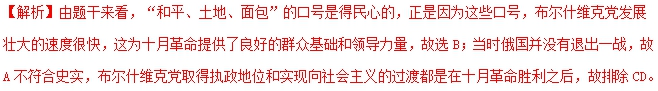 【解析】由题干来看，“和平、土地、面包”的口号是得民心的，正是因为这些口号，布尔什维克党发展
壮大的速度很快，这为十月革命提供了良好的群众基础和领导力量，故选 B；当时俄国并没有退出一战，故
A 不符合史实，布尔什维克党取得执政地位和实现向社会主义的过渡都是在十月革命胜利之后，故排除 CD。